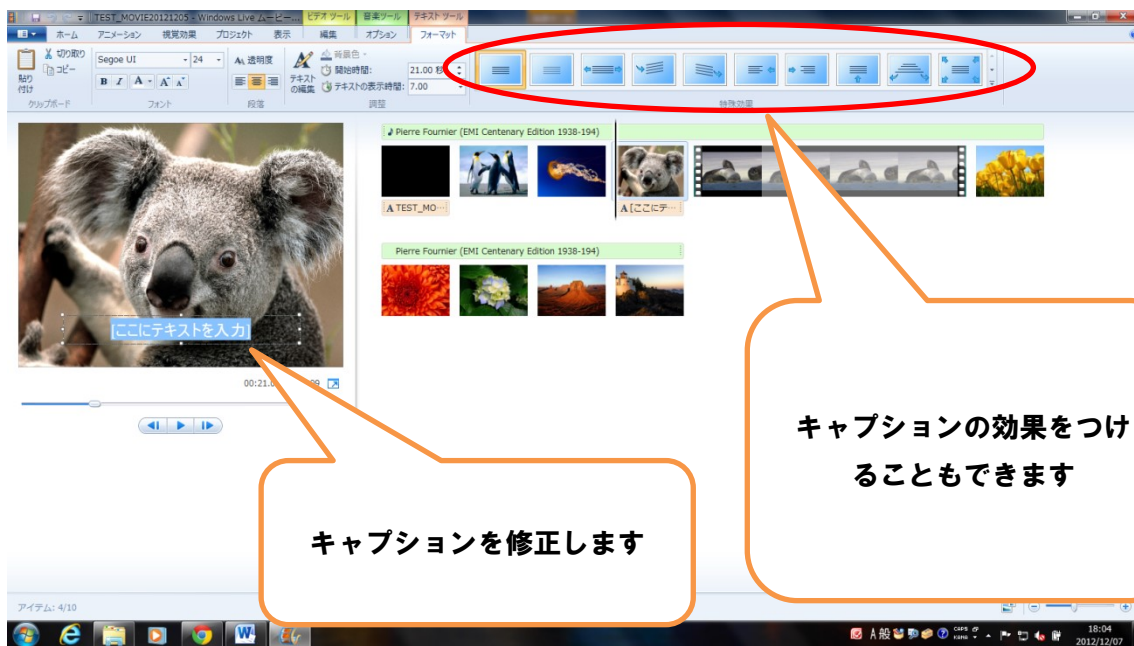 TEST_MOVIE20121205 - Windows Live ムービー...
ビデオ ツール
音楽ツール
テキスト ツール
ホーム
アニメーション
視覚効果
プロジェクト
表示
編集
オプション
フォーマット
貼り
付け
切り取り
コピー
クリップボード
Segoe UI
24
B I A A A
フォント
透明度
段落
テキスト
の編集
背景色
開始時間: 21.00 秒
テキストの表示時間: 7.00
調整
特殊効果
Pierre Fournier (EMI Centenary Edition 1938-194)
A TEST_MO…
A [ここにテ…
Pierre Fournier (EMI Centenary Edition 1938-194)
[ここにテキストを入力]
キャプションの効果をつけ
ることもできます
キャプションを修正します
アイテム: 4/10
A 般
CAPS
KANA
18:04
2012/12/07